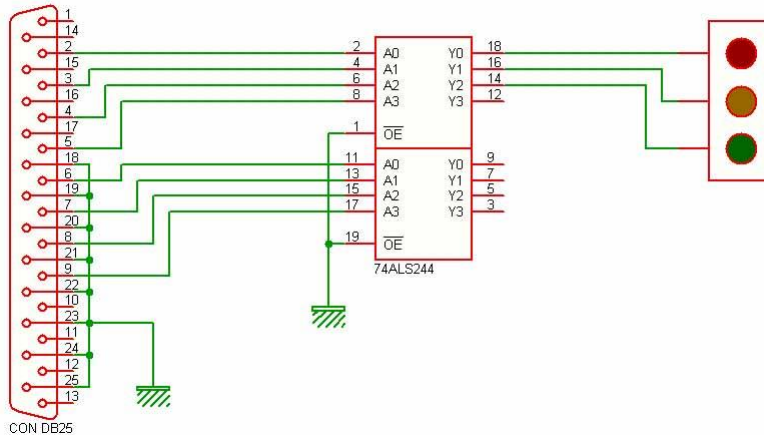 1
14
2
15
3
16
4
17
5
18
6
19
7
20
8
21
9
22
10
23
11
24
12
25
13
CON DB25
2 A0 Y0 18
4 A1 Y1 16
6 A2 Y2 14
8 A3 Y3 12
1 OE
11 A0 Y0 9
13 A1 Y1 7
15 A2 Y2 5
17 A3 Y3 3
19 OE
74ALS244